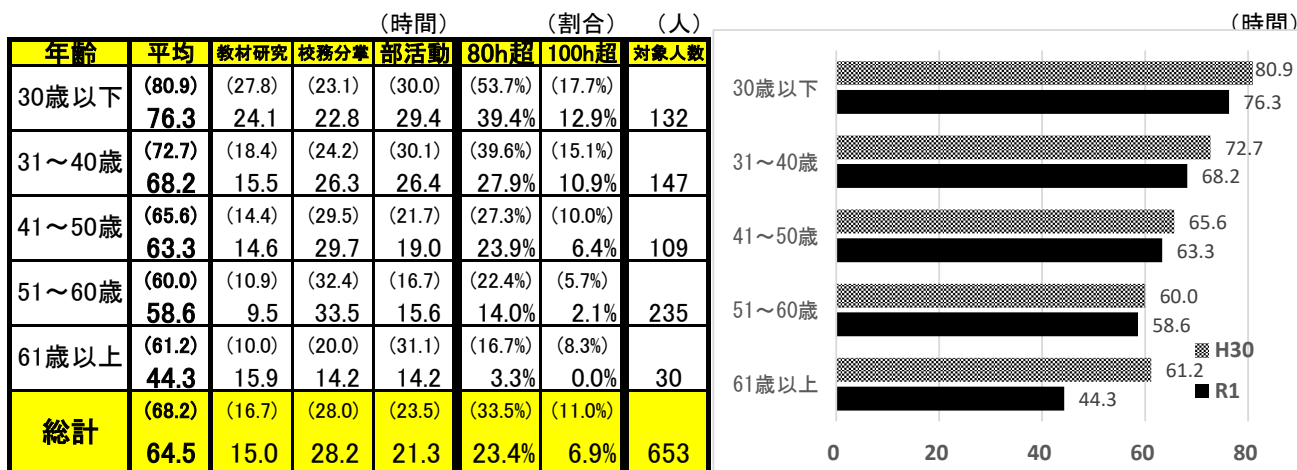 （時間） （割合） （人）
年齢 平均 教材研究 校務分掌 部活動 80h超 100h超 対象人数
30歳以下 (80.9) (27.8) (23.1) (30.0) (53.7%) (17.7%)
76.3 24.1 22.8 29.4 39.4% 12.9% 132
31～40歳 (72.7) (18.4) (24.2) (30.1) (39.6%) (15.1%)
68.2 15.5 26.3 26.4 27.9% 10.9% 147
41～50歳 (65.6) (14.4) (29.5) (21.7) (27.3%) (10.0%)
63.3 14.6 29.7 19.0 23.9% 6.4% 109
51～60歳 (60.0) (10.9) (32.4) (16.7) (22.4%) (5.7%)
58.6 9.5 33.5 15.6 14.0% 2.1% 235
61歳以上 (61.2) (10.0) (20.0) (31.1) (16.7%) (8.3%)
44.3 15.9 14.2 14.2 3.3% 0.0% 30
総計 (68.2) (16.7) (28.0) (23.5) (33.5%) (11.0%)
64.5 15.0 28.2 21.3 23.4% 6.9% 653
（時間）
30歳以下 80.9
76.3
31～40歳 72.7
68.2
41～50歳 65.6
63.3
51～60歳 60.0
58.6
61歳以上 61.2
44.3
H30
R1
0 20 40 60 80